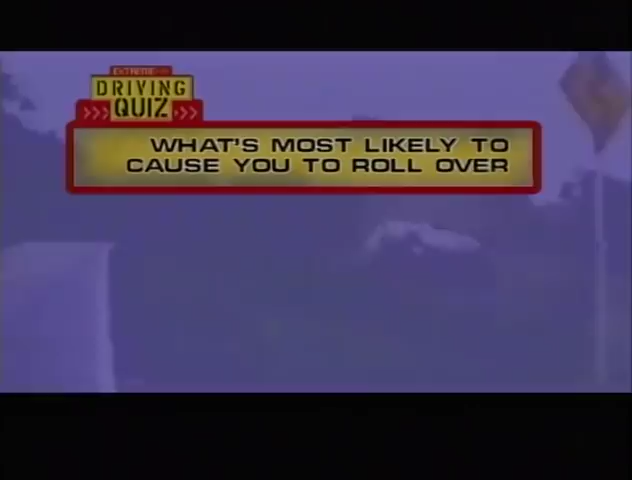 EXTREME
DRIVING
QUIZ
WHAT'S MOST LIKELY TO
CAUSE YOU TO ROLL OVER